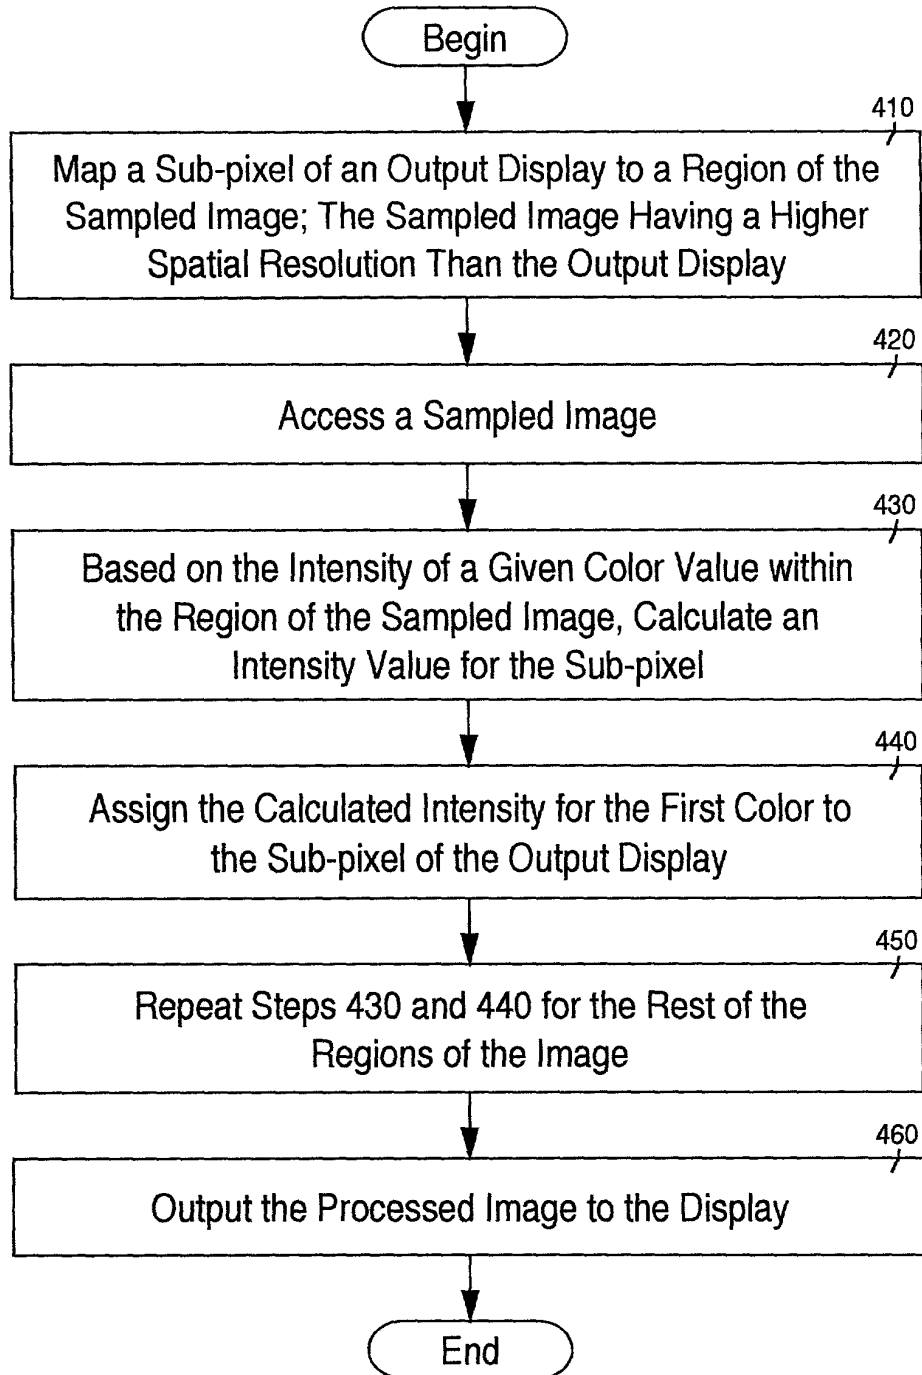 Begin
410
Map a Sub-pixel of an Output Display to a Region of the
Sampled Image; The Sampled Image Having a Higher
Spatial Resolution Than the Output Display
420
Access a Sampled Image
430
Based on the Intensity of a Given Color Value within
the Region of the Sampled Image, Calculate an
Intensity Value for the Sub-pixel
440
Assign the Calculated Intensity for the First Color to
the Sub-pixel of the Output Display
450
Repeat Steps 430 and 440 for the Rest of the
Regions of the Image
460
Output the Processed Image to the Display
End